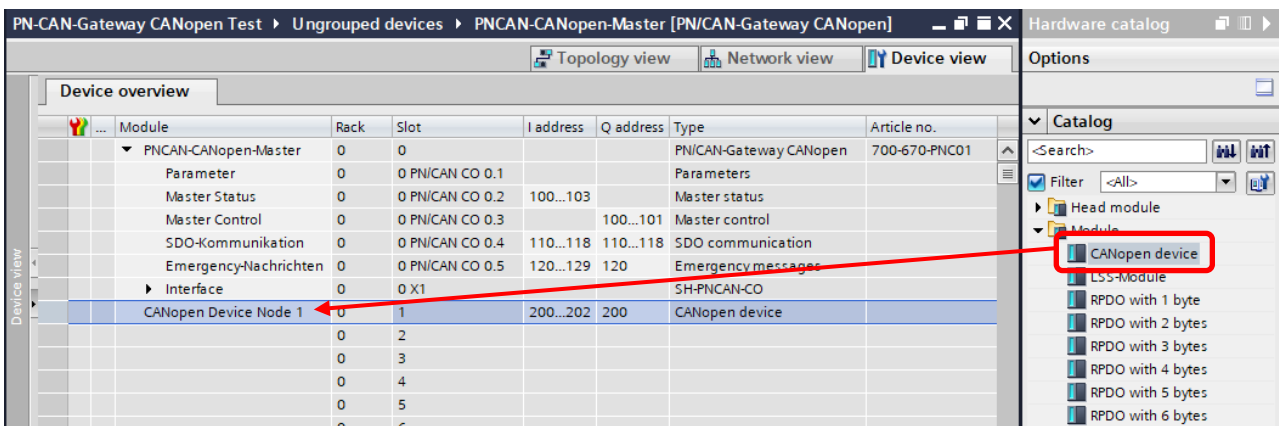 PN-CAN-Gateway CANopen Test ▸ Ungrouped devices ▸ PNCAN-CANopen-Master [PN/CAN-Gateway CANopen]
Hardware catalog
Topology view Network view Device view
Options
Device overview
... Module Rack Slot I address Q address Type Article no.
Catalog
PNCAN-CANopen-Master 0 0 PN/CAN-Gateway CANopen 700-670-PNC01
<Search>
Parameter 0 0 PN/CAN CO 0.1 Parameters
Filter <All>
Master Status 0 0 PN/CAN CO 0.2 100...103 Master status
Head module
Master Control 0 0 PN/CAN CO 0.3 100...101 Master control
Module
SDO-Kommunikation 0 0 PN/CAN CO 0.4 110...118 110...118 SDO communication
CANopen device
Emergency-Nachrichten 0 0 PN/CAN CO 0.5 120...129 120 Emergency messages
LSS-Module
Interface 0 0 X1 SH-PNCAN-CO
RPDO with 1 byte
CANopen Device Node 1 0 1 200...202 200 CANopen device
RPDO with 2 bytes
0 2
RPDO with 3 bytes
0 3
RPDO with 4 bytes
0 4
RPDO with 5 bytes
0 5
RPDO with 6 bytes
Device view